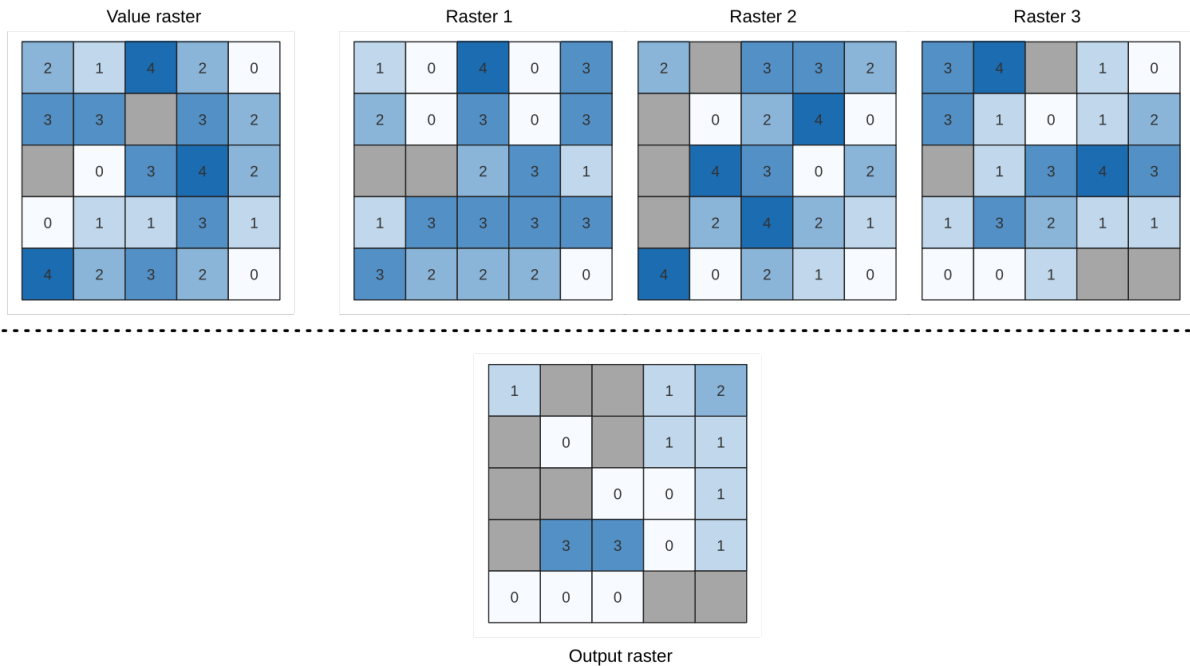 Value raster Raster 1 Raster 2 Raster 3
2 1 4 2 0 1 0 4 0 3 2 3 3 2 3 4 1 0
3 3 3 2 2 0 3 0 3 0 2 4 0 3 1 0 1 2
0 3 4 2 2 3 1 4 3 0 2 1 3 4 3
0 1 1 3 1 1 3 3 3 3 2 4 2 1 1 3 2 1 1
4 2 3 2 0 3 2 2 2 0 4 0 2 1 0 0 0 1
1 1 2
0 1 1
0 0 1
3 3 0 1
0 0 0
Output raster